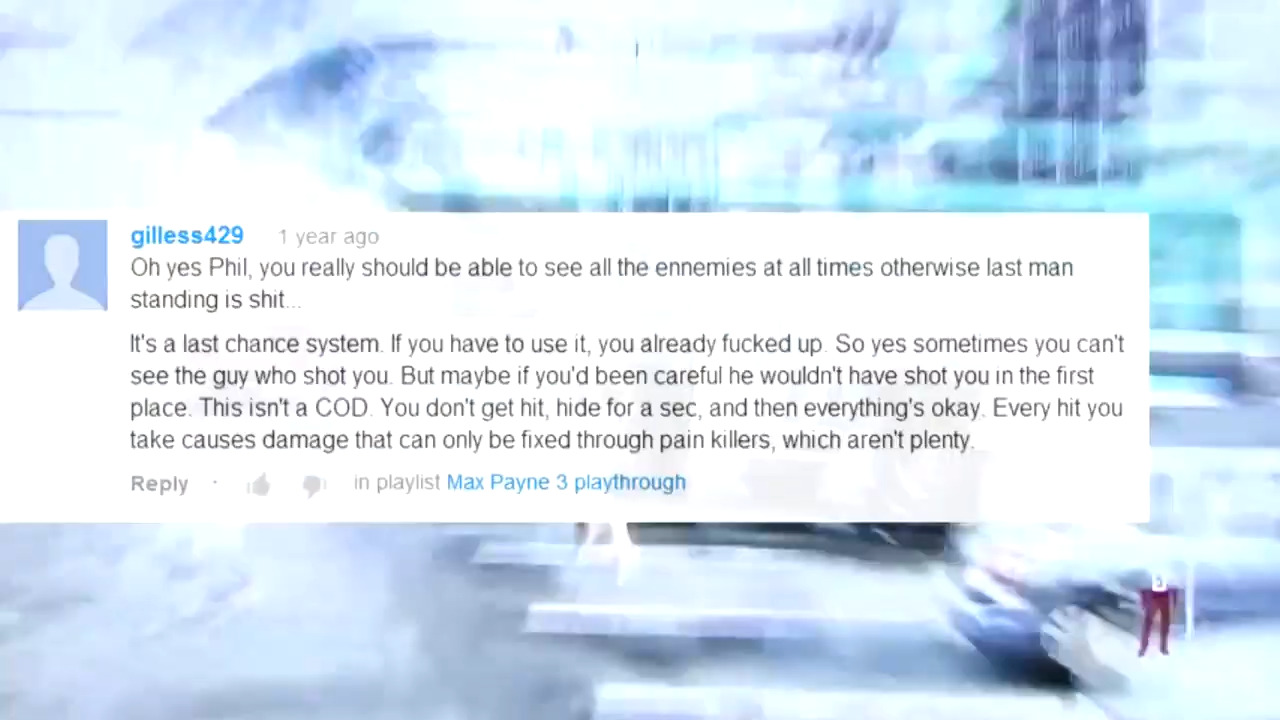 gilless429 1 year ago
Oh yes Phil, you really should be able to see all the ennemies at all times otherwise last man
standing is shit...
It's a last chance system. If you have to use it, you already fucked up. So yes sometimes you can't
see the guy who shot you. But maybe if you'd been careful he wouldn't have shot you in the first
place. This isn't a COD. You don't get hit, hide for a sec, and then everything's okay. Every hit you
take causes damage that can only be fixed through pain killers, which aren't plenty.
Reply · in playlist Max Payne 3 playthrough